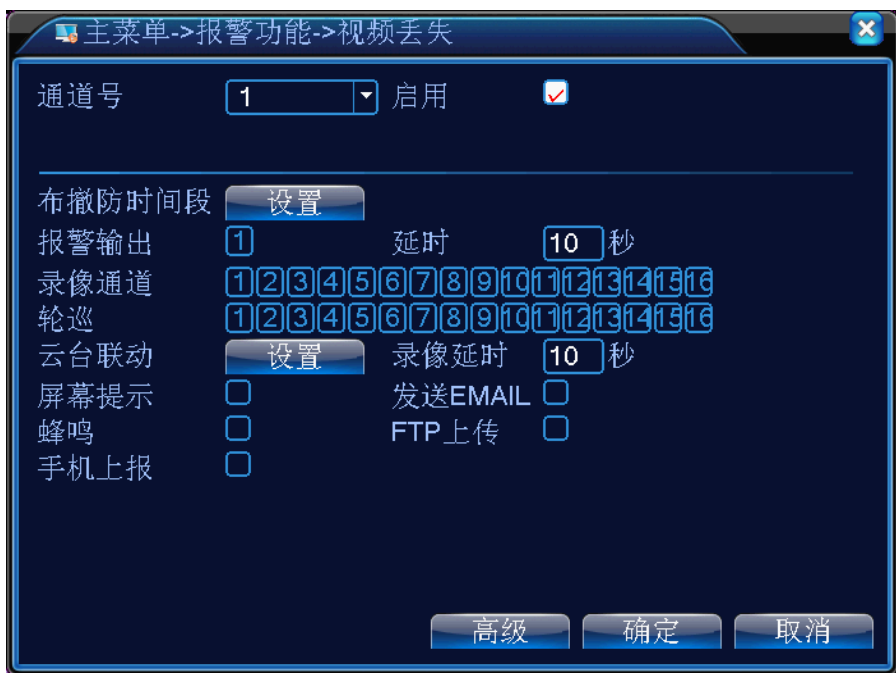 主菜单->报警功能->视频丢失
通道号 1 启用
布撤防时间段 设置
报警输出 1 延时 10 秒
录像通道 1 2 3 4 5 6 7 8 9 10 11 12 13 14 15 16
轮巡 1 2 3 4 5 6 7 8 9 10 11 12 13 14 15 16
云台联动 设置 录像延时 10 秒
屏幕提示 发送EMAIL
蜂鸣 FTP上传
手机上报
高级 确定 取消